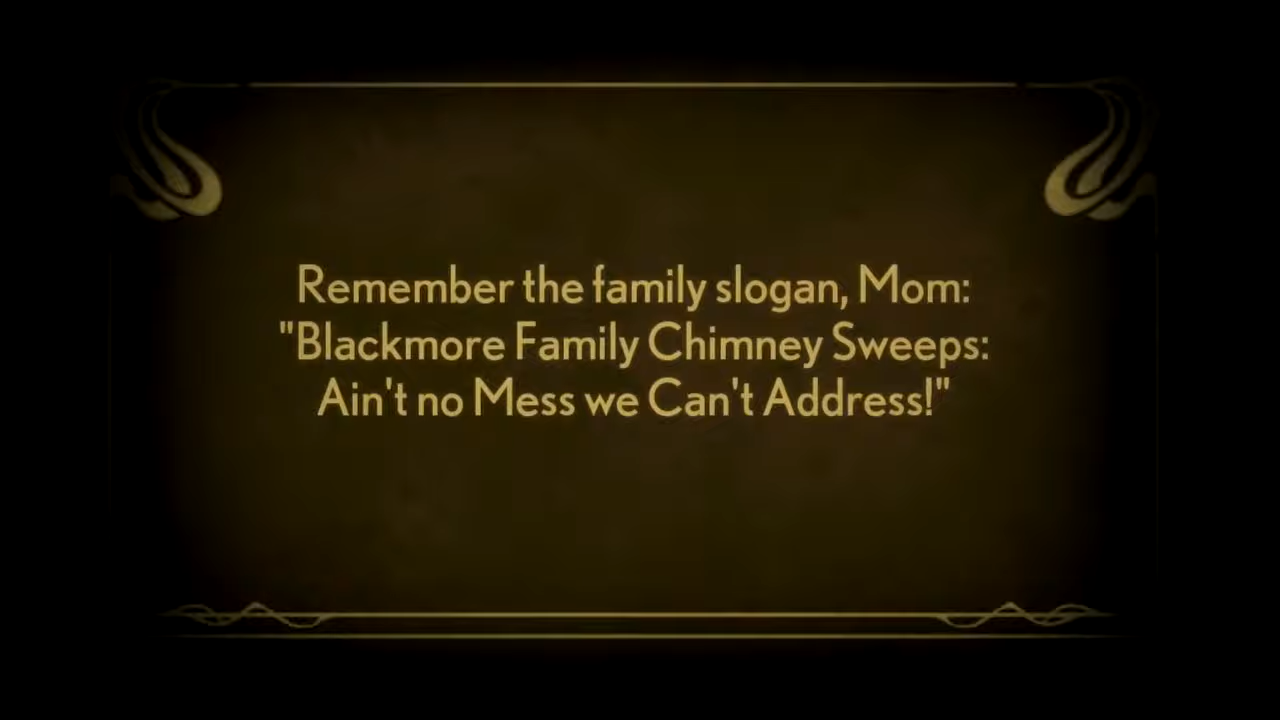 Remember the family slogan, Mom:
"Blackmore Family Chimney Sweeps:
Ain't no Mess we Can't Address!"